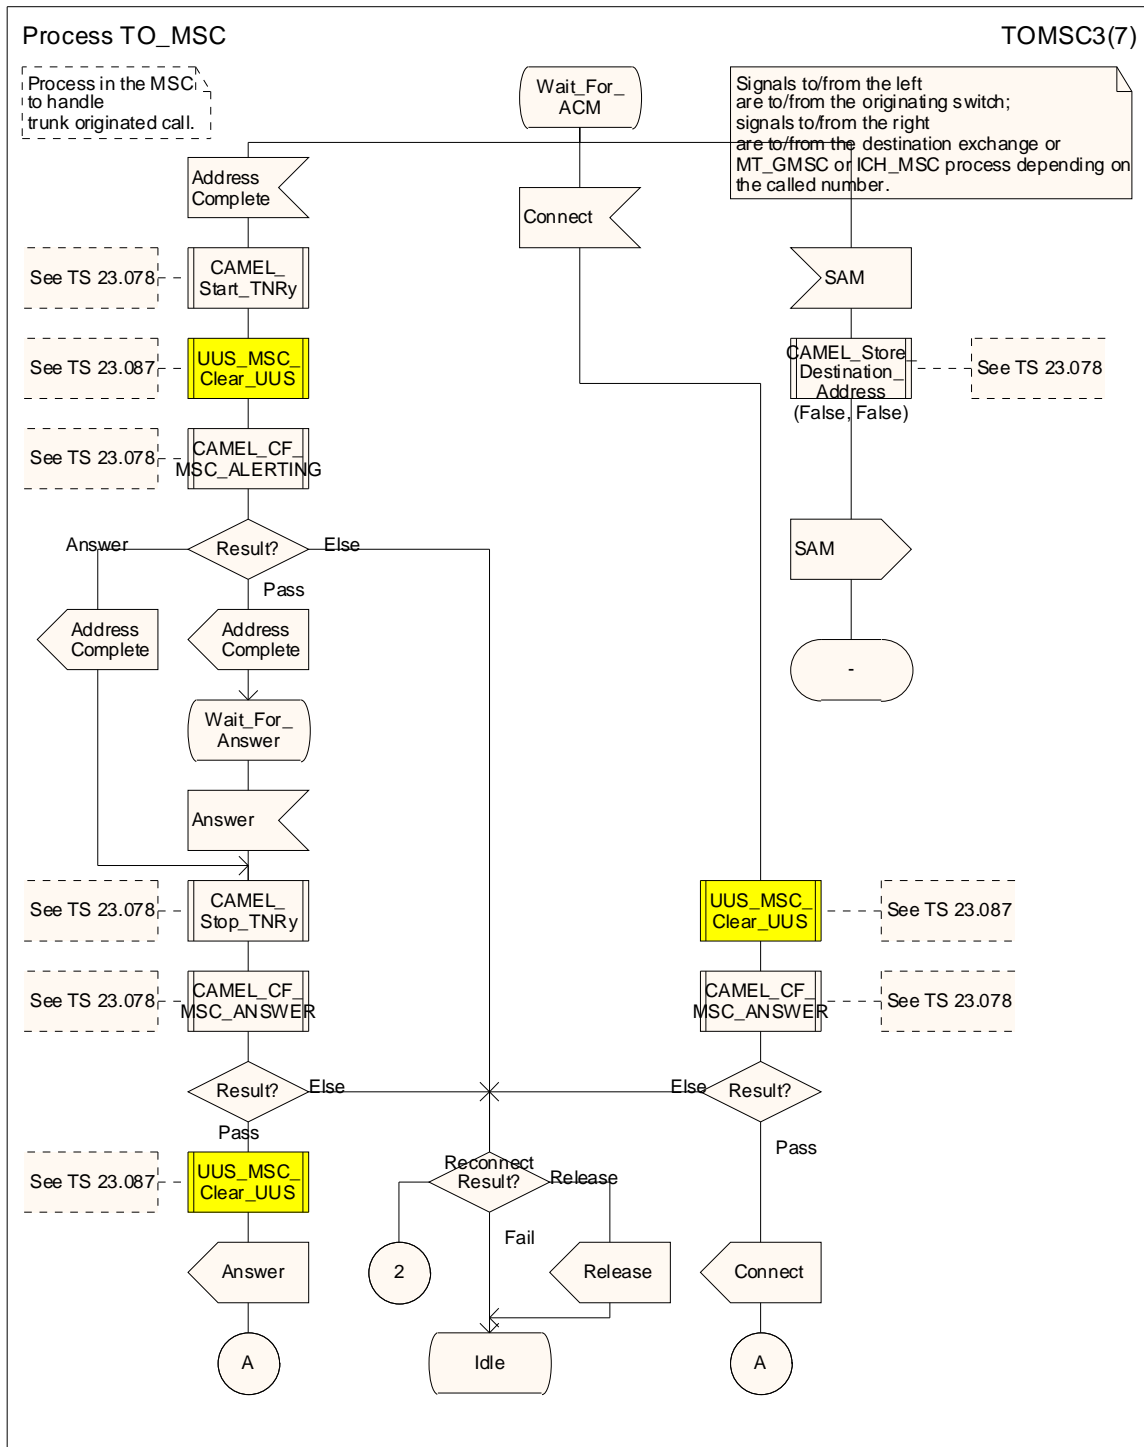 Process TO_MSC
TOMSC3(7)
Process in the MSC
to handle
trunk originated call.
Wait_For_
ACM
Signals to/from the left
are to/from the originating switch;
signals to/from the right
are to/from the destination exchange or
MT_GMSC or ICH_MSC process depending on
the called number.
Address
Complete
Connect
SAM
See TS 23.078
CAMEL_
Start_TNRy
See TS 23.087
UUS_MSC_
Clear_UUS
CAMEL_Store_
Destination_
Address
(False, False)
See TS 23.078
See TS 23.078
CAMEL_CF_
MSC_ALERTING
Answer
Result?
Else
Pass
SAM
Address
Complete
Address
Complete
-
Wait_For_
Answer
Answer
See TS 23.078
CAMEL_
Stop_TNRy
UUS_MSC_
Clear_UUS
See TS 23.087
See TS 23.078
CAMEL_CF_
MSC_ANSWER
CAMEL_CF_
MSC_ANSWER
See TS 23.078
Result?
Else
Else
Result?
Pass
Pass
See TS 23.087
UUS_MSC_
Clear_UUS
Reconnect
Result?
Release
Fail
Answer
2
Release
Connect
A
Idle
A